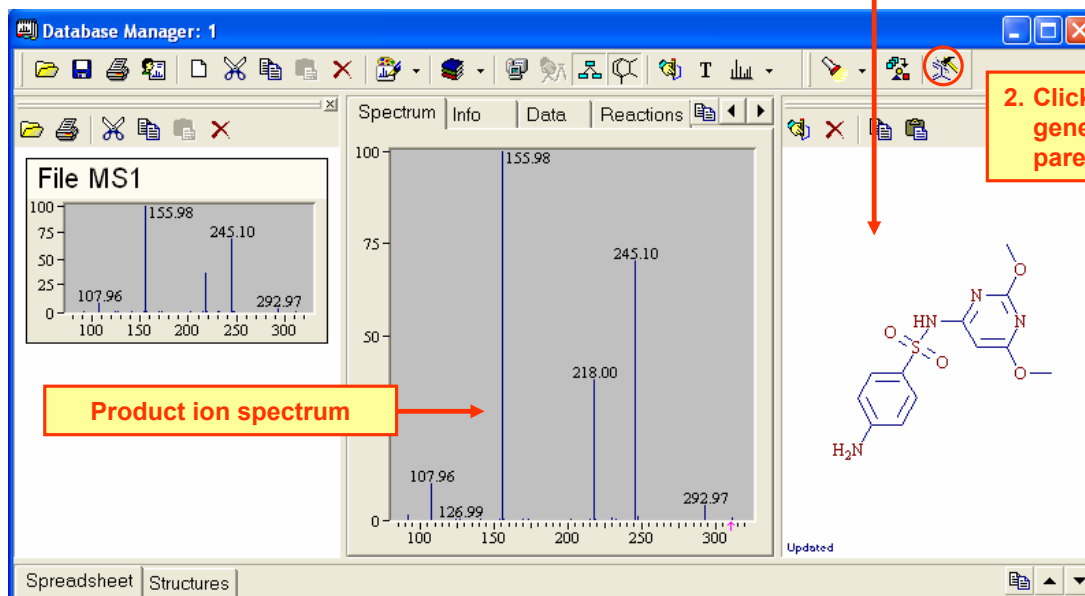 Database Manager: 1
T
2. Click
gene
pare
Spectrum Info Data Reactions
File MS1
100
75
50
25
0
155.98
245.10
107.96
292.97
100 150 200 250 300
Product ion spectrum
100
75
50
0
155.98
245.10
218.00
107.96
126.99
292.97
100 150 200 250 300
O
N
HN
N
O
S
O
O
H₂N
Updated
Spreadsheet Structures